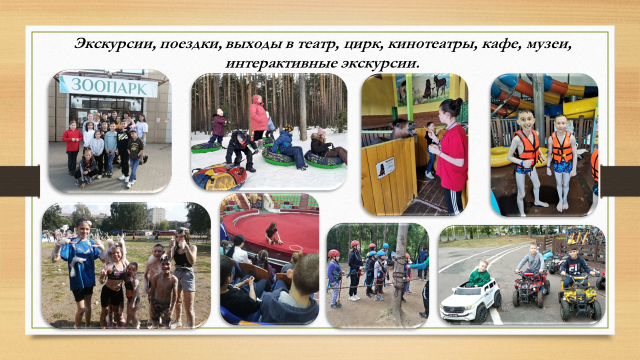 Экскурсии, поездки, выходы в театр, цирк, кинотеатры, кафе, музеи,
интерактивные экскурсии.
ЗООПАРК